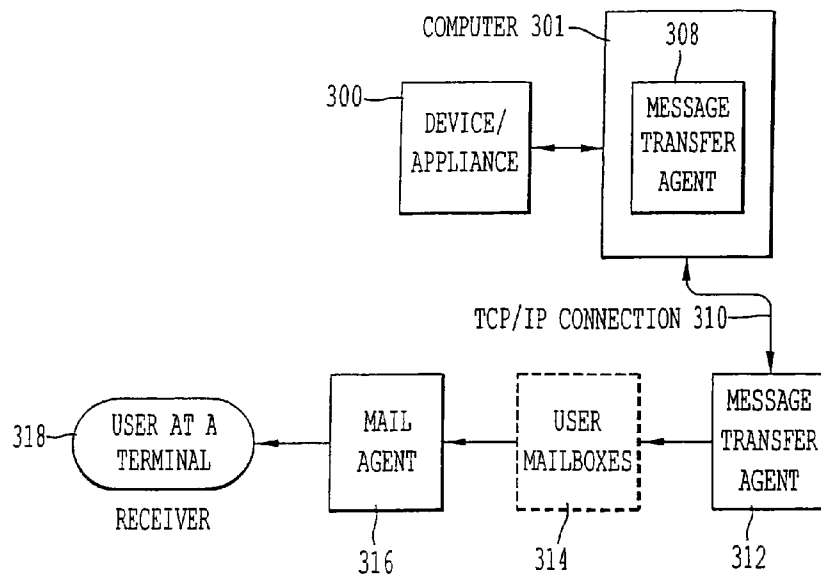 COMPUTER 301
308
MESSAGE
TRANSFER
AGENT
300
DEVICE/
APPLIANCE
TCP/IP CONNECTION 310
MESSAGE
TRANSFER
AGENT
312
USER
MAILBOXES
314
MAIL
AGENT
316
318
USER AT A
TERMINAL
RECEIVER